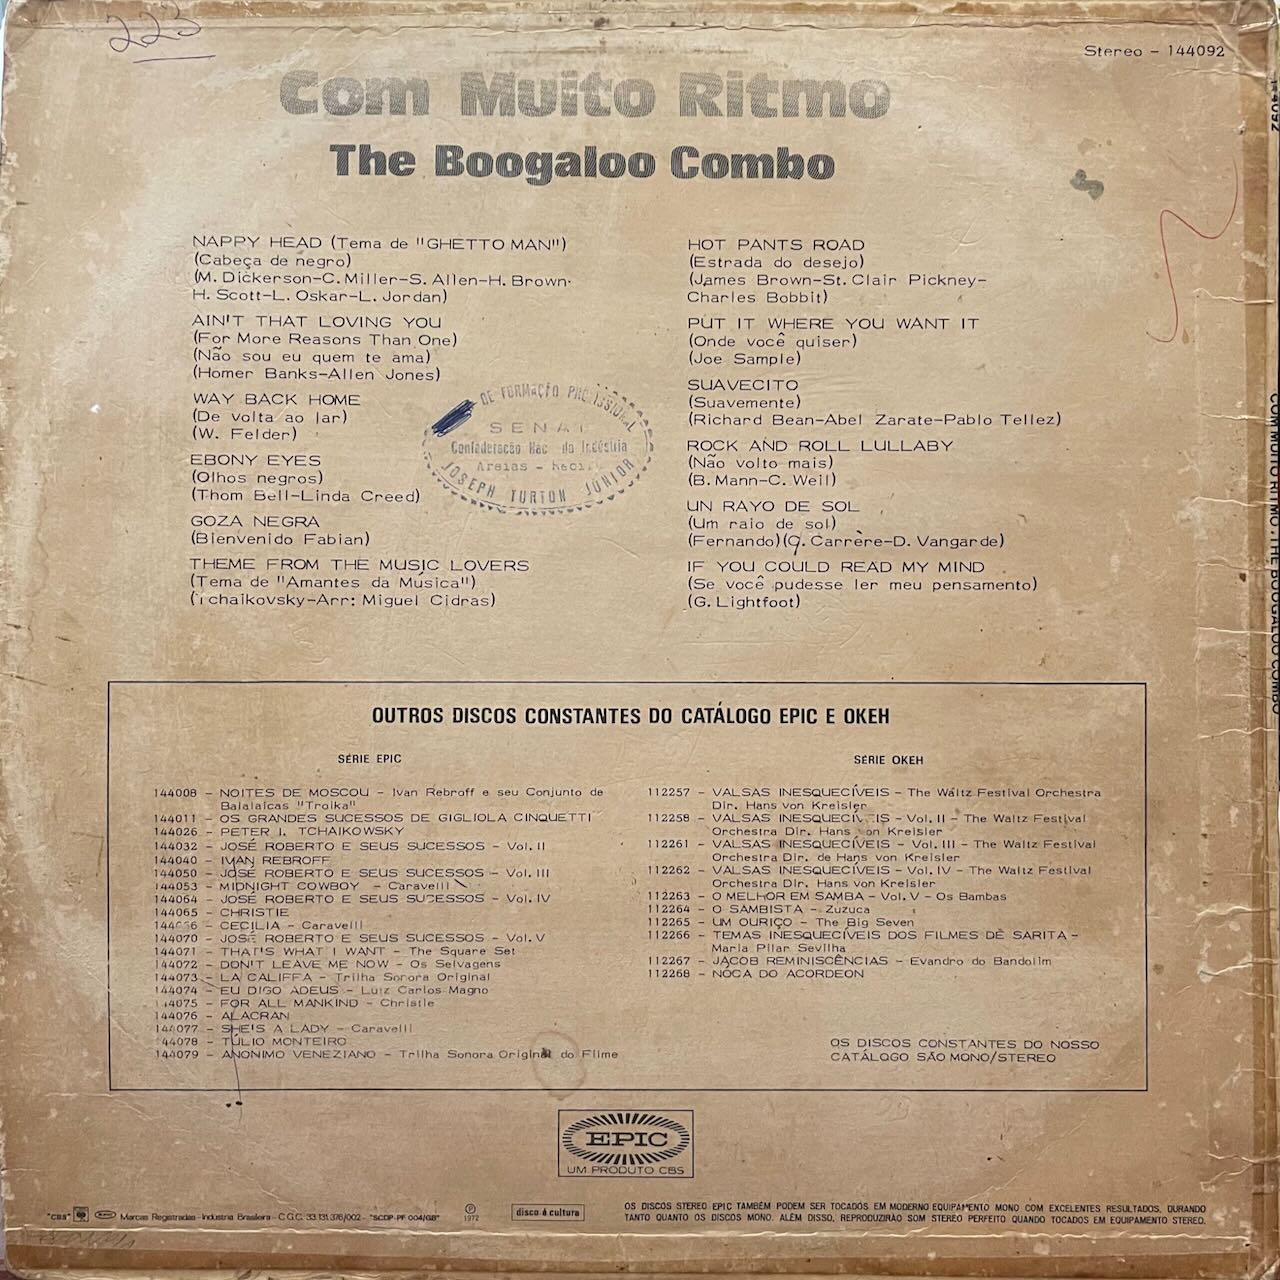 223
Stereo - 144092
Com Muito Ritmo
The Boogaloo Combo
NAPPY HEAD (Tema de "GHETTO MAN")
(Cabeça de negro)
(M. Dickerson-C. Miller-S. Allen-H. Brown-
H. Scott-L. Oskar-L. Jordan)
AIN'T THAT LOVING YOU
(For More Reasons Than One)
(Não sou eu quem te ama)
(Homer Banks-Allen Jones)
WAY BACK HOME
(De volta ao lar)
(W. Felder)
EBONY EYES
(Olhos negros)
(Thom Bell-Linda Creed)
GOZA NEGRA
(Bienvenido Fabian)
THEME FROM THE MUSIC LOVERS
(Tema de "Amantes da Música")
(Tchaikovsky-Arr: Miguel Cidras)
HOT PANTS ROAD
(Estrada do desejo)
(James Brown-St. Clair Pickney-
Charles Bobbit)
PUT IT WHERE YOU WANT IT
(Onde você quiser)
(Joe Sample)
SUAVECITO
(Suavemente)
(Richard Bean-Abel Zarate-Pablo Tellez)
ROCK AND ROLL LULLABY
(Não volto mais)
(B. Mann-C. Weil)
UN RAYO DE SOL
(Um raio de sol)
(Fernando)(G. Carrère-D. Vangarde)
IF YOU COULD READ MY MIND
(Se você pudesse ler meu pensamento)
(G. Lightfoot)
DE FORMAÇÃO PROFISSIONAL
SENAI
Confederação Nac da Indústria
Areias - Reci
JOSEPH TURTON JÚNIOR
OUTROS DISCOS CONSTANTES DO CATÁLOGO EPIC E OKEH
SÉRIE EPIC
144008 - NOITES DE MOSCOU - Ivan Rebroff e seu Conjunto de
Balalaicas "Troika"
144011 - OS GRANDES SUCESSOS DE GIGLIOLA CINQUETTI
144026 - PETER I. TCHAIKOWSKY
144032 - JOSÉ ROBERTO E SEUS SUCESSOS - Vol. II
144040 - IVAN REBROFF
144050 - JOSÉ ROBERTO E SEUS SUCESSOS - Vol. III
144053 - MIDNIGHT COWBOY - Caravelli
144064 - JOSÉ ROBERTO E SEUS SUCESSOS - Vol. IV
144065 - CHRISTIE
144066 - CECILIA - Caravelli
144070 - JOSÉ ROBERTO E SEUS SUCESSOS - Vol. V
144071 - THAT'S WHAT I WANT - The Square Set
144072 - DON'T LEAVE ME NOW - Os Selvagens
144073 - LA CALIFFA - Trilha Sonora Original
144074 - EU DIGO ADEUS - Luiz Carlos Magno
144075 - FOR ALL MANKIND - Christie
144076 - ALACRAN
144077 - SHE'S A LADY - Caravelli
144078 - TÚLIO MONTEIRO
144079 - ANONIMO VENEZIANO - Trilha Sonora Original do Filme
SÉRIE OKEH
112257 - VALSAS INESQUECÍVEIS - The Waltz Festival Orchestra
Dir. Hans von Kreisler
112258 - VALSAS INESQUECÍVEIS - Vol. II - The Waltz Festival
Orchestra Dir. Hans von Kreisler
112261 - VALSAS INESQUECÍVEIS - Vol. III - The Waltz Festival
Orchestra Dir. de Hans von Kreisler
112262 - VALSAS INESQUECÍVEIS - Vol. IV - The Waltz Festival
Orchestra Dir. Hans von Kreisler
112263 - O MELHOR EM SAMBA - Vol. V - Os Bambas
112264 - O SAMBISTA - Zuzuca
112265 - UM OURIÇO - The Big Seven
112266 - TEMAS INESQUECÍVEIS DOS FILMES DE SARITA -
Maria Pilar Sevilha
112267 - JACOB REMINISCÊNCIAS - Evandro do Bandolim
112268 - NOCA DO ACORDEON
OS DISCOS CONSTANTES DO NOSSO
CATÁLOGO SÃO MONO/STEREO
EPIC
UM PRODUTO CBS
"CBS" Marcas Registradas - Indústria Brasileira - C.G.C. 33.131.376/002 - "SCDP-PF 004/GB"
℗
1972
disco é cultura
OS DISCOS STEREO EPIC TAMBÉM PODEM SER TOCADOS EM MODERNO EQUIPAMENTO MONO COM EXCELENTES RESULTADOS, DURANDO
TANTO QUANTO OS DISCOS MONO. ALÉM DISSO, REPRODUZIRÃO SOM STEREO PERFEITO QUANDO TOCADOS EM EQUIPAMENTO STEREO.
144092
COM MUITO RITMO - THE BOOGALOO COMBO